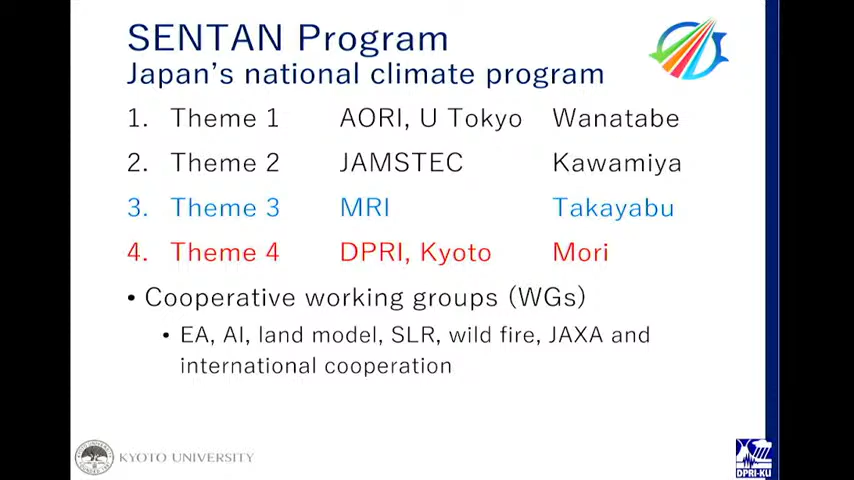 SENTAN Program
Japan's national climate program
1. Theme 1 AORI, U Tokyo Wanatabe
2. Theme 2 JAMSTEC Kawamiya
3. Theme 3 MRI Takayabu
4. Theme 4 DPRI, Kyoto Mori
• Cooperative working groups (WGs)
• EA, AI, land model, SLR, wild fire, JAXA and
international cooperation
KYOTO UNIVERSITY
DPRI-KU